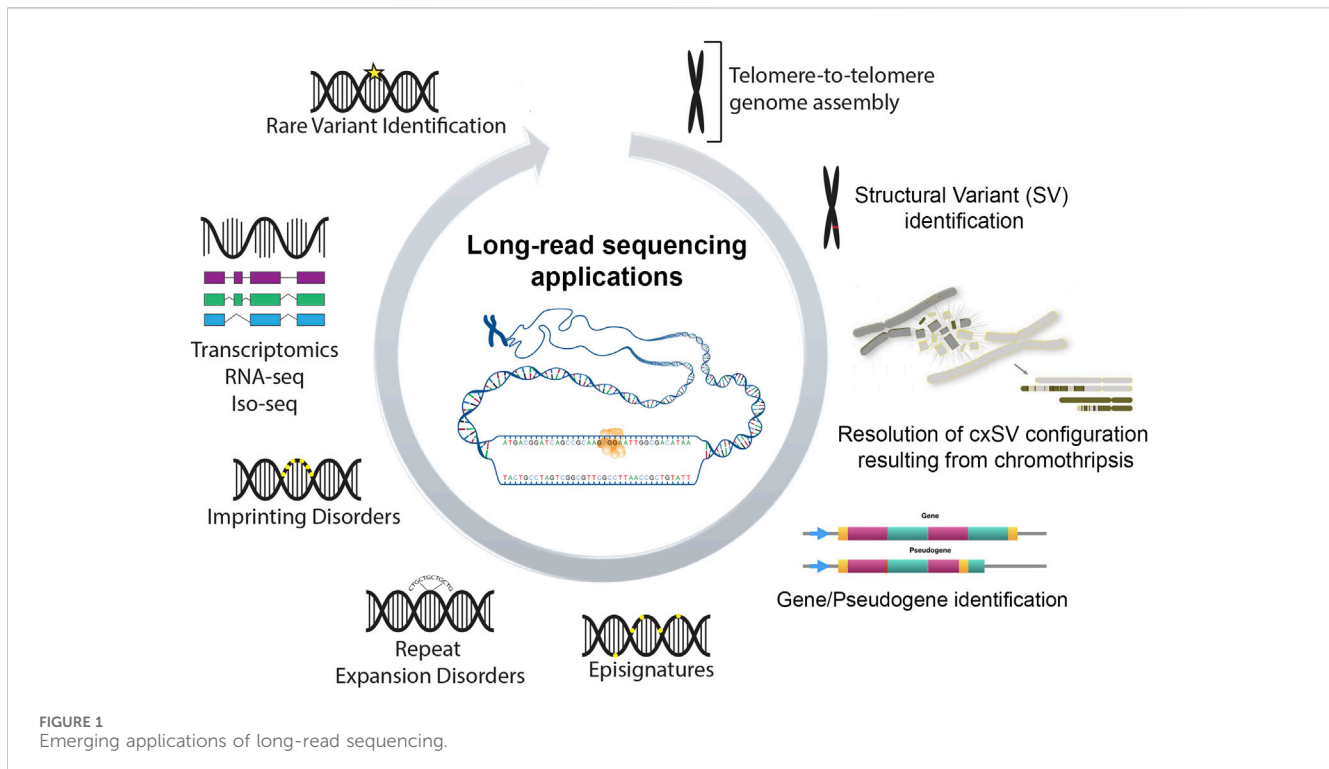 Long-read sequencing
applications
Telomere-to-telomere
genome assembly
Structural Variant (SV)
identification
Resolution of cxSV configuration
resulting from chromothripsis
Gene
Pseudogene
Gene/Pseudogene identification
Episignatures
CTGCTGCTGCTG
Repeat
Expansion Disorders
Imprinting Disorders
Transcriptomics
RNA-seq
Iso-seq
Rare Variant Identification
TACTGCCTAGTCGGCGTTCGCCTTAACCGCTGTATT
FIGURE 1
Emerging applications of long-read sequencing.